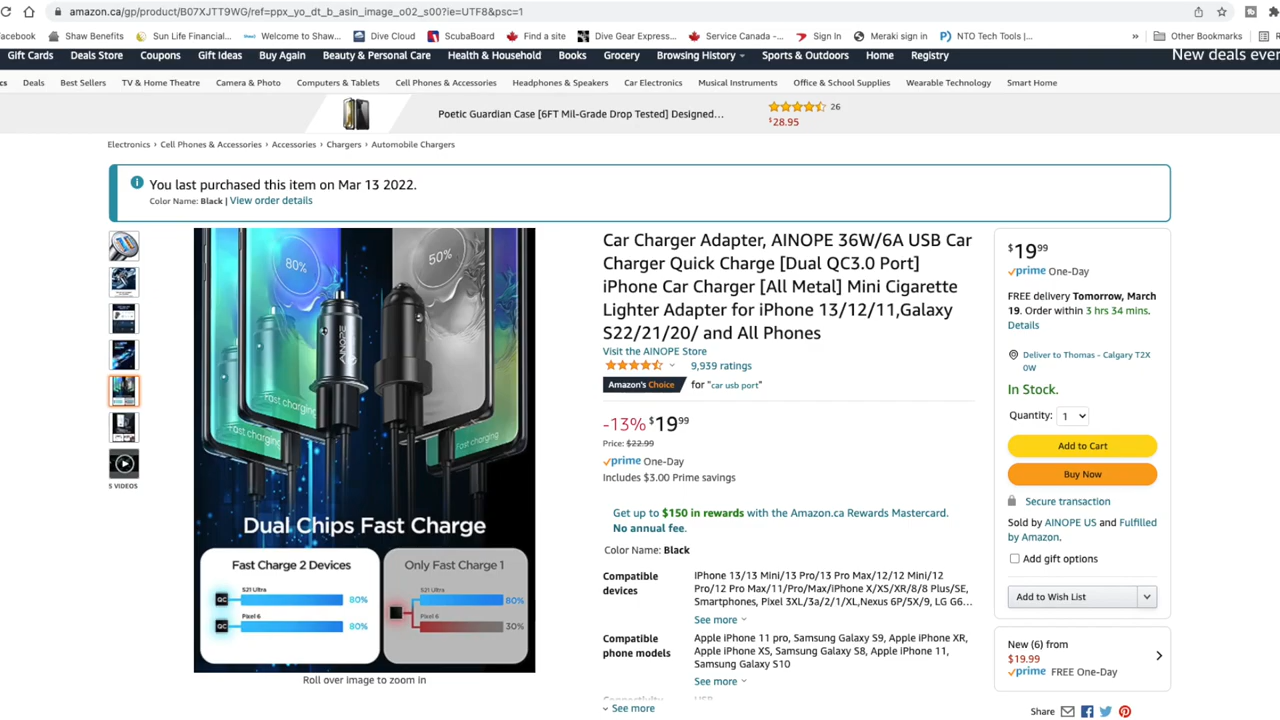 amazon.ca/gp/product/B07XJTT9WG/ref=ppx_yo_dt_b_asin_image_o02_s00?ie=UTF8&psc=1
acebook Shaw Benefits Sun Life Financial... Welcome to Shaw... Dive Cloud ScubaBoard Find a site Dive Gear Express... Service Canada -... Sign In Meraki sign in NTO Tech Tools |... » Other Bookmarks
Gift Cards Deals Store Coupons Gift Ideas Buy Again Beauty & Personal Care Health & Household Books Grocery Browsing History Sports & Outdoors Home Registry New deals ever
cs Deals Best Sellers TV & Home Theatre Camera & Photo Computers & Tablets Cell Phones & Accessories Headphones & Speakers Car Electronics Musical Instruments Office & School Supplies Wearable Technology Smart Home
Poetic Guardian Case [6FT Mil-Grade Drop Tested] Designed... 26
$28.95
Electronics › Cell Phones & Accessories › Accessories › Chargers › Automobile Chargers
You last purchased this item on Mar 13 2022.
Color Name: Black | View order details
5 VIDEOS
80%
50%
AINOPE
Fast charging
Fast charging
Fast charging
Dual Chips Fast Charge
Fast Charge 2 Devices
S21 Ultra
QC 80%
Pixel 6
QC 80%
Only Fast Charge 1
S21 Ultra
80%
Pixel 6
30%
Roll over image to zoom in
Car Charger Adapter, AINOPE 36W/6A USB Car
Charger Quick Charge [Dual QC3.0 Port]
iPhone Car Charger [All Metal] Mini Cigarette
Lighter Adapter for iPhone 13/12/11,Galaxy
S22/21/20/ and All Phones
Visit the AINOPE Store
9,939 ratings
Amazon's Choice for "car usb port"
-13% $19 99
Price: $22.99
prime One-Day
Includes $3.00 Prime savings
Get up to $150 in rewards with the Amazon.ca Rewards Mastercard.
No annual fee.
Color Name: Black
Compatible devices
IPhone 13/13 Mini/13 Pro/13 Pro Max/12/12 Mini/12
Pro/12 Pro Max/11/Pro/Max/iPhone X/XS/XR/8/8 Plus/SE,
Smartphones, Pixel 3XL/3a/2/1/XL,Nexus 6P/5X/9, LG G6...
See more
Compatible phone models
Apple iPhone 11 pro, Samsung Galaxy S9, Apple iPhone XR,
Apple iPhone XS, Samsung Galaxy S8, Apple iPhone 11,
Samsung Galaxy S10
See more
See more
$19 99
prime One-Day
FREE delivery Tomorrow, March
19. Order within 3 hrs 34 mins.
Details
Deliver to Thomas - Calgary T2X
0W
In Stock.
Quantity: 1
Add to Cart
Buy Now
Secure transaction
Sold by AINOPE US and Fulfilled
by Amazon.
Add gift options
Add to Wish List
New (6) from
$19.99
prime FREE One-Day
Share